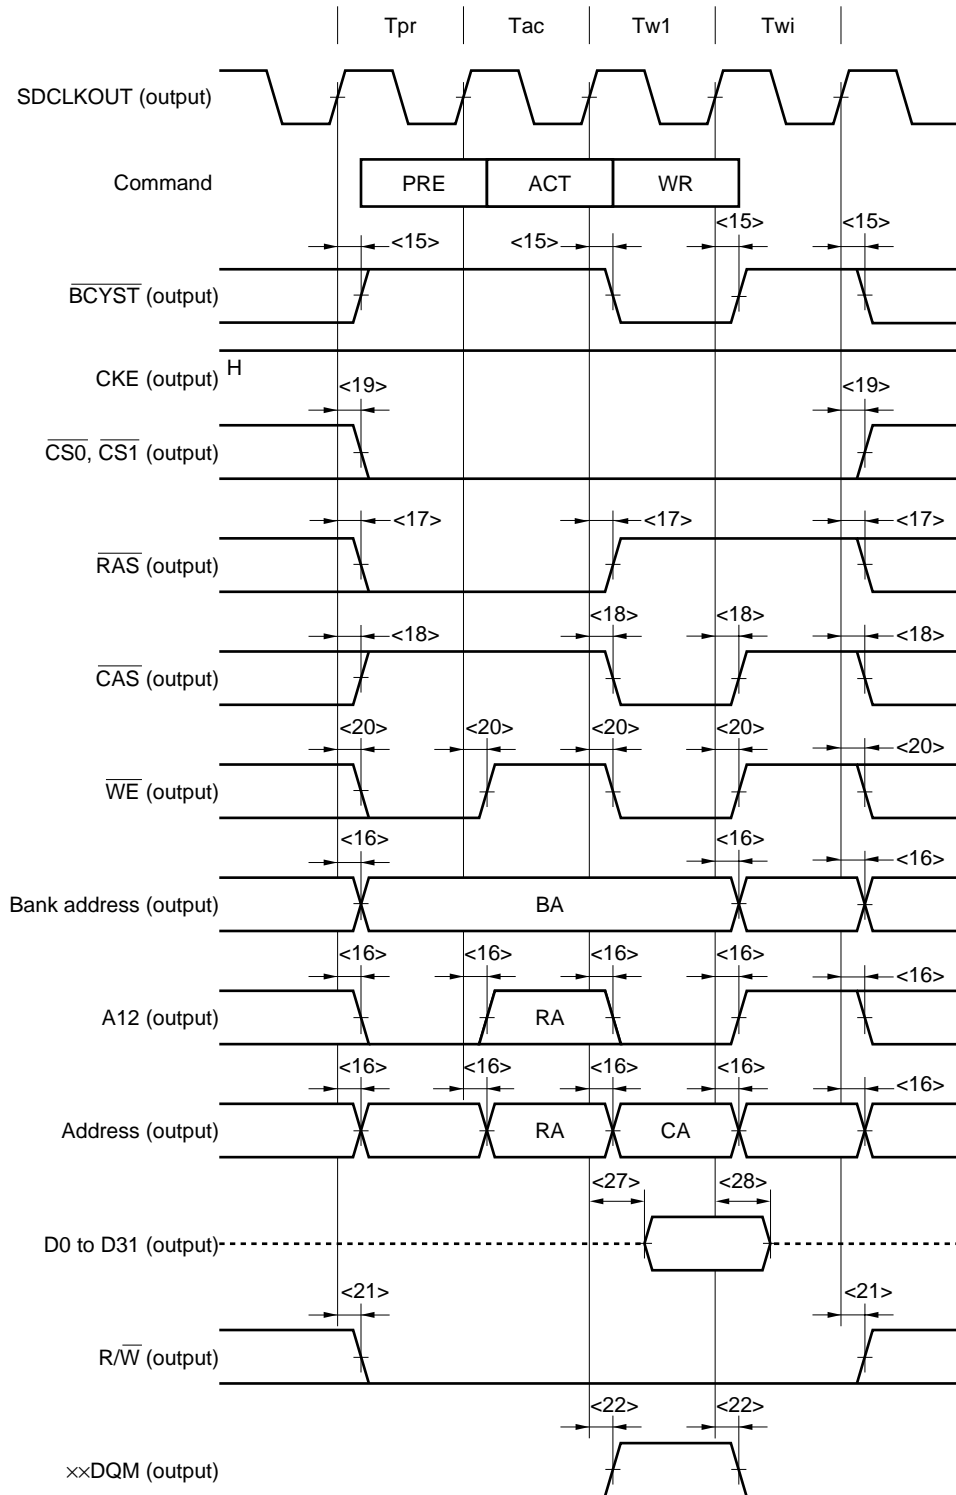 Tpr Tac Tw1 Twi
SDCLKOUT (output)
Command PRE ACT WR
<15> <15> <15> <15>
BCYST (output)
CKE (output) H
<19> <19>
CS0, CS1 (output)
<17> <17> <17>
RAS (output)
<18> <18> <18> <18>
CAS (output)
<20> <20> <20> <20> <20>
WE (output)
<16> <16> <16>
Bank address (output) BA
<16> <16> <16> <16> <16>
A12 (output) RA
<16> <16> <16> <16> <16>
Address (output) RA CA
<27> <28>
D0 to D31 (output)
<21> <21>
R/W (output)
<22> <22>
××DQM (output)